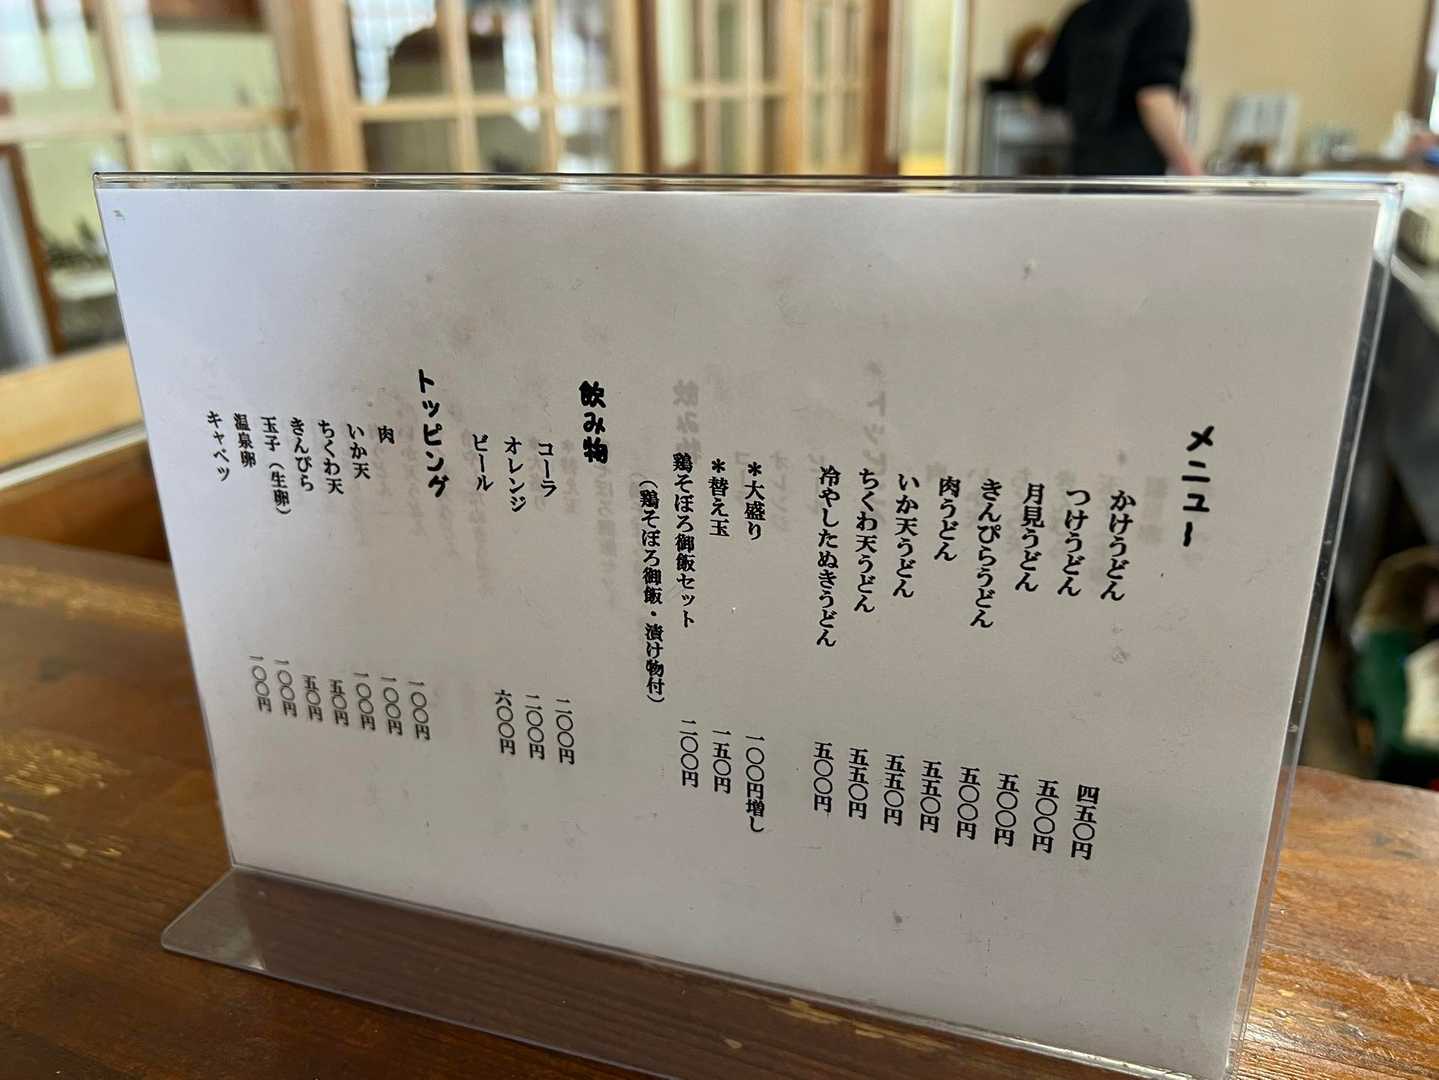 メニュー
かけうどん 四五〇円
つけうどん 五〇〇円
月見うどん 五〇〇円
きんぴらうどん 五〇〇円
肉うどん 五五〇円
いか天うどん 五五〇円
ちくわ天うどん 五五〇円
冷やしたぬきうどん 五〇〇円
＊大盛り 一〇〇円増し
＊替え玉 一五〇円
鶏そぼろ御飯セット 二〇〇円
（鶏そぼろ御飯・漬け物付）
飲み物
コーラ 二〇〇円
オレンジ 二〇〇円
ビール 六〇〇円
トッピング
肉 一〇〇円
いか天 一〇〇円
ちくわ天 一〇〇円
きんぴら 五〇円
玉子（生卵） 五〇円
温泉卵 一〇〇円
キャベツ 一〇〇円